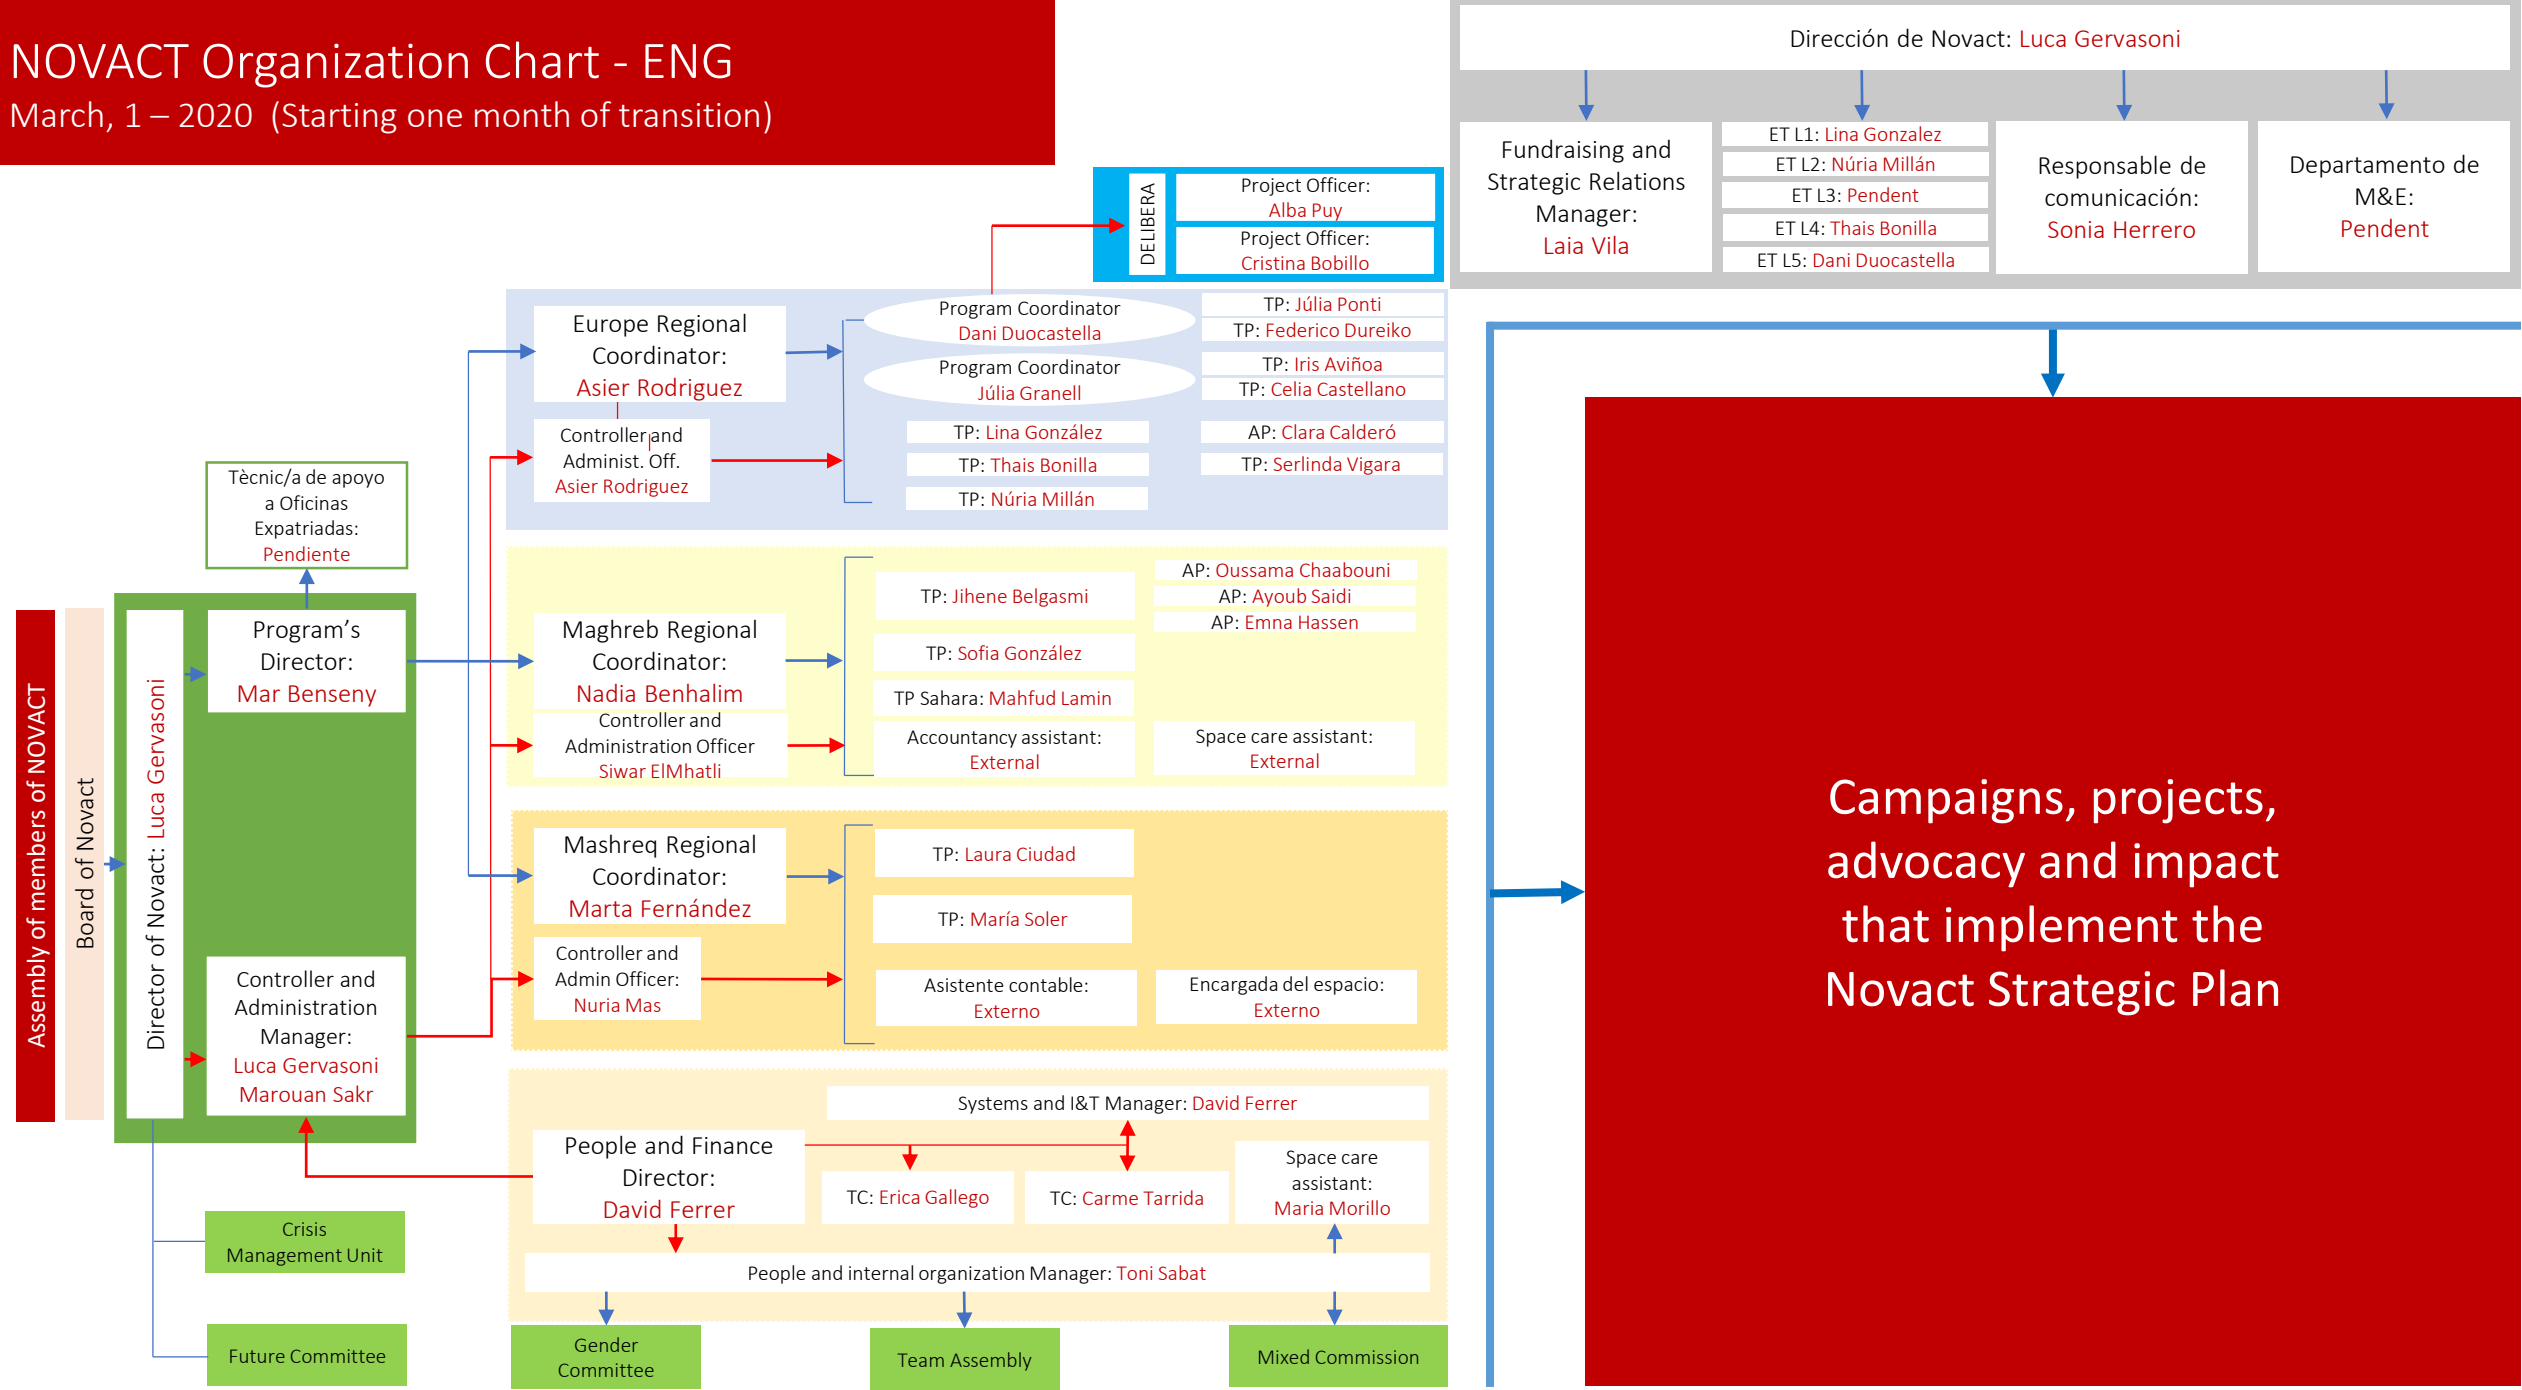 NOVACT Organization Chart - ENG
March, 1 – 2020 (Starting one month of transition)
Dirección de Novact: Luca Gervasoni
Fundraising and
Strategic Relations
Manager:
Laia Vila
ET L1: Lina Gonzalez
ET L2: Núria Millán
ET L3: Pendent
ET L4: Thais Bonilla
ET L5: Dani Duocastella
Responsable de
comunicación:
Sonia Herrero
Departamento de
M&E:
Pendent
DELIBERA
Project Officer:
Alba Puy
Project Officer:
Cristina Bobillo
Europe Regional
Coordinator:
Asier Rodriguez
Controller and
Administ. Off.
Asier Rodriguez
Program Coordinator
Dani Duocastella
Program Coordinator
Júlia Granell
TP: Júlia Ponti
TP: Federico Dureiko
TP: Iris Aviñoa
TP: Celia Castellano
TP: Lina González
TP: Thais Bonilla
TP: Núria Millán
AP: Clara Calderó
TP: Serlinda Vigara
Tècnic/a de apoyo
a Oficinas
Expatriadas:
Pendiente
Assembly of members of NOVACT
Board of Novact
Director of Novact: Luca Gervasoni
Program’s
Director:
Mar Benseny
Controller and
Administration
Manager:
Luca Gervasoni
Marouan Sakr
Maghreb Regional
Coordinator:
Nadia Benhalim
Controller and
Administration Officer
Siwar ElMhatli
TP: Jihene Belgasmi
TP: Sofia González
TP Sahara: Mahfud Lamin
Accountancy assistant:
External
AP: Oussama Chaabouni
AP: Ayoub Saidi
AP: Emna Hassen
Space care assistant:
External
Mashreq Regional
Coordinator:
Marta Fernández
Controller and
Admin Officer:
Nuria Mas
TP: Laura Ciudad
TP: María Soler
Asistente contable:
Externo
Encargada del espacio:
Externo
People and Finance
Director:
David Ferrer
Systems and I&T Manager: David Ferrer
TC: Erica Gallego
TC: Carme Tarrida
Space care
assistant:
Maria Morillo
People and internal organization Manager: Toni Sabat
Crisis
Management Unit
Future Committee
Gender
Committee
Team Assembly
Mixed Commission
Campaigns, projects,
advocacy and impact
that implement the
Novact Strategic Plan